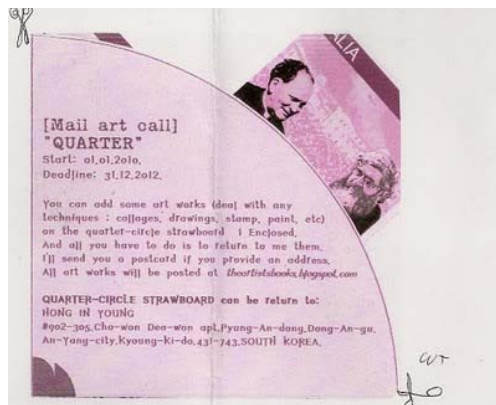 ALIA
[Mail art call]
"QUARTER"
Start: 01.01.2010.
Deadline: 31.12.2012.
You can add some art works (deal with any
techniques : collages, drawings, stamp, paint, etc)
on the quarter-circle strawboard I Enclosed.
And all you have to do is to return to me them.
I'll send you a postcard if you provide an address.
All art works will be posted at theartistsbooks.blogspot.com
QUARTER-CIRCLE STRAWBOARD can be return to:
HONG IN YOUNG
#902-305.Cho-won Dea-won apt.Pyung-An-dong.Dong-An-gu.
An-Yang-city.Kyoung-Ki-do.431-743.SOUTH KOREA.
cut